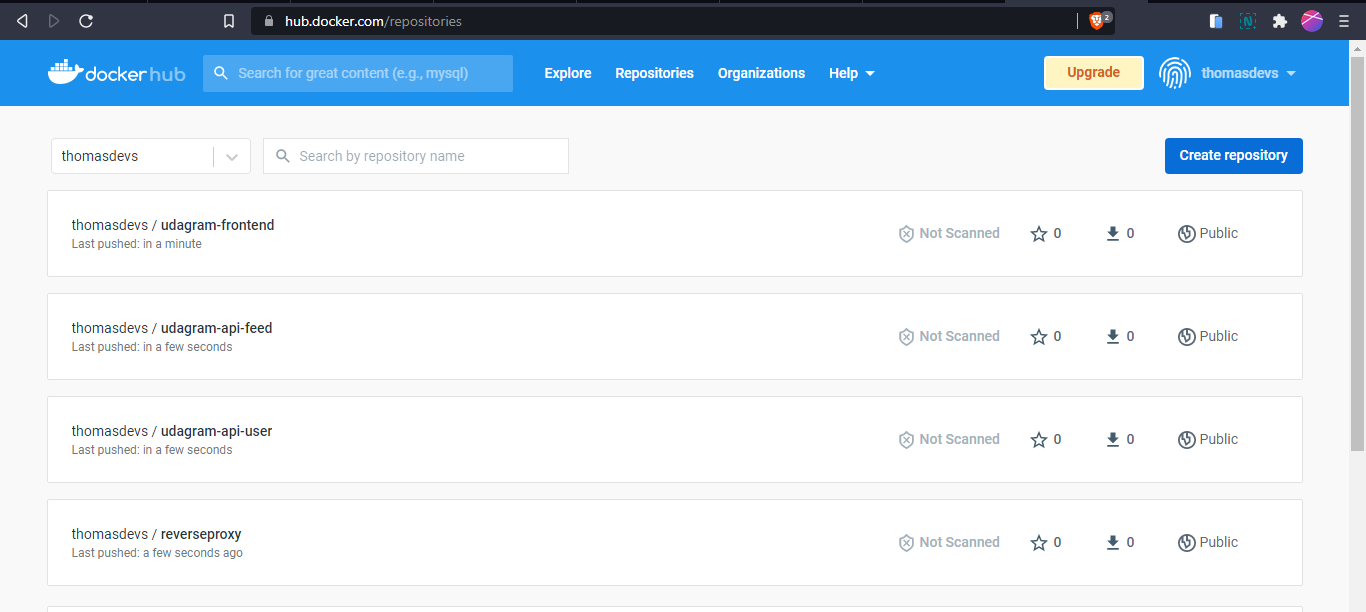 hub.docker.com/repositories
2
N
docker hub
Search for great content (e.g., mysql)
Explore
Repositories
Organizations
Help
Upgrade
thomasdevs
thomasdevs
Search by repository name
Create repository
thomasdevs / udagram-frontend
Last pushed: in a minute
Not Scanned
0
0
Public
thomasdevs / udagram-api-feed
Last pushed: in a few seconds
Not Scanned
0
0
Public
thomasdevs / udagram-api-user
Last pushed: in a few seconds
Not Scanned
0
0
Public
thomasdevs / reverseproxy
Last pushed: a few seconds ago
Not Scanned
0
0
Public